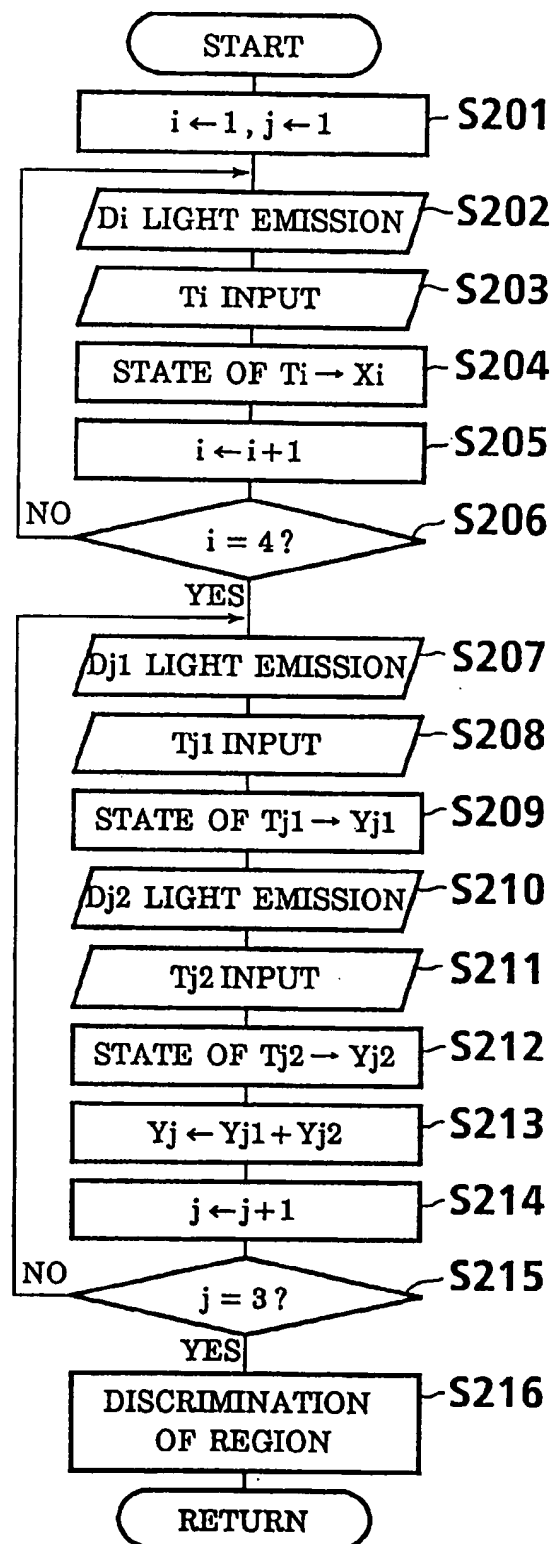 START
i ← 1, j ← 1 S201
Di LIGHT EMISSION S202
Ti INPUT S203
STATE OF Ti → Xi S204
i ← i+1 S205
NO i = 4 ? S206
YES
Dj1 LIGHT EMISSION S207
Tj1 INPUT S208
STATE OF Tj1 → Yj1 S209
Dj2 LIGHT EMISSION S210
Tj2 INPUT S211
STATE OF Tj2 → Yj2 S212
Yj ← Yj1 + Yj2 S213
j ← j+1 S214
NO j = 3 ? S215
YES
DISCRIMINATION S216
OF REGION
RETURN